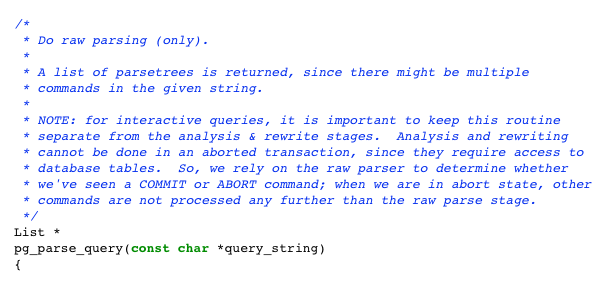 /*
 * Do raw parsing (only).
 *
 * A list of parsetrees is returned, since there might be multiple
 * commands in the given string.
 *
 * NOTE: for interactive queries, it is important to keep this routine
 * separate from the analysis & rewrite stages.  Analysis and rewriting
 * cannot be done in an aborted transaction, since they require access to
 * database tables.  So, we rely on the raw parser to determine whether
 * we've seen a COMMIT or ABORT command; when we are in abort state, other
 * commands are not processed any further than the raw parse stage.
 */
List *
pg_parse_query(const char *query_string)
{